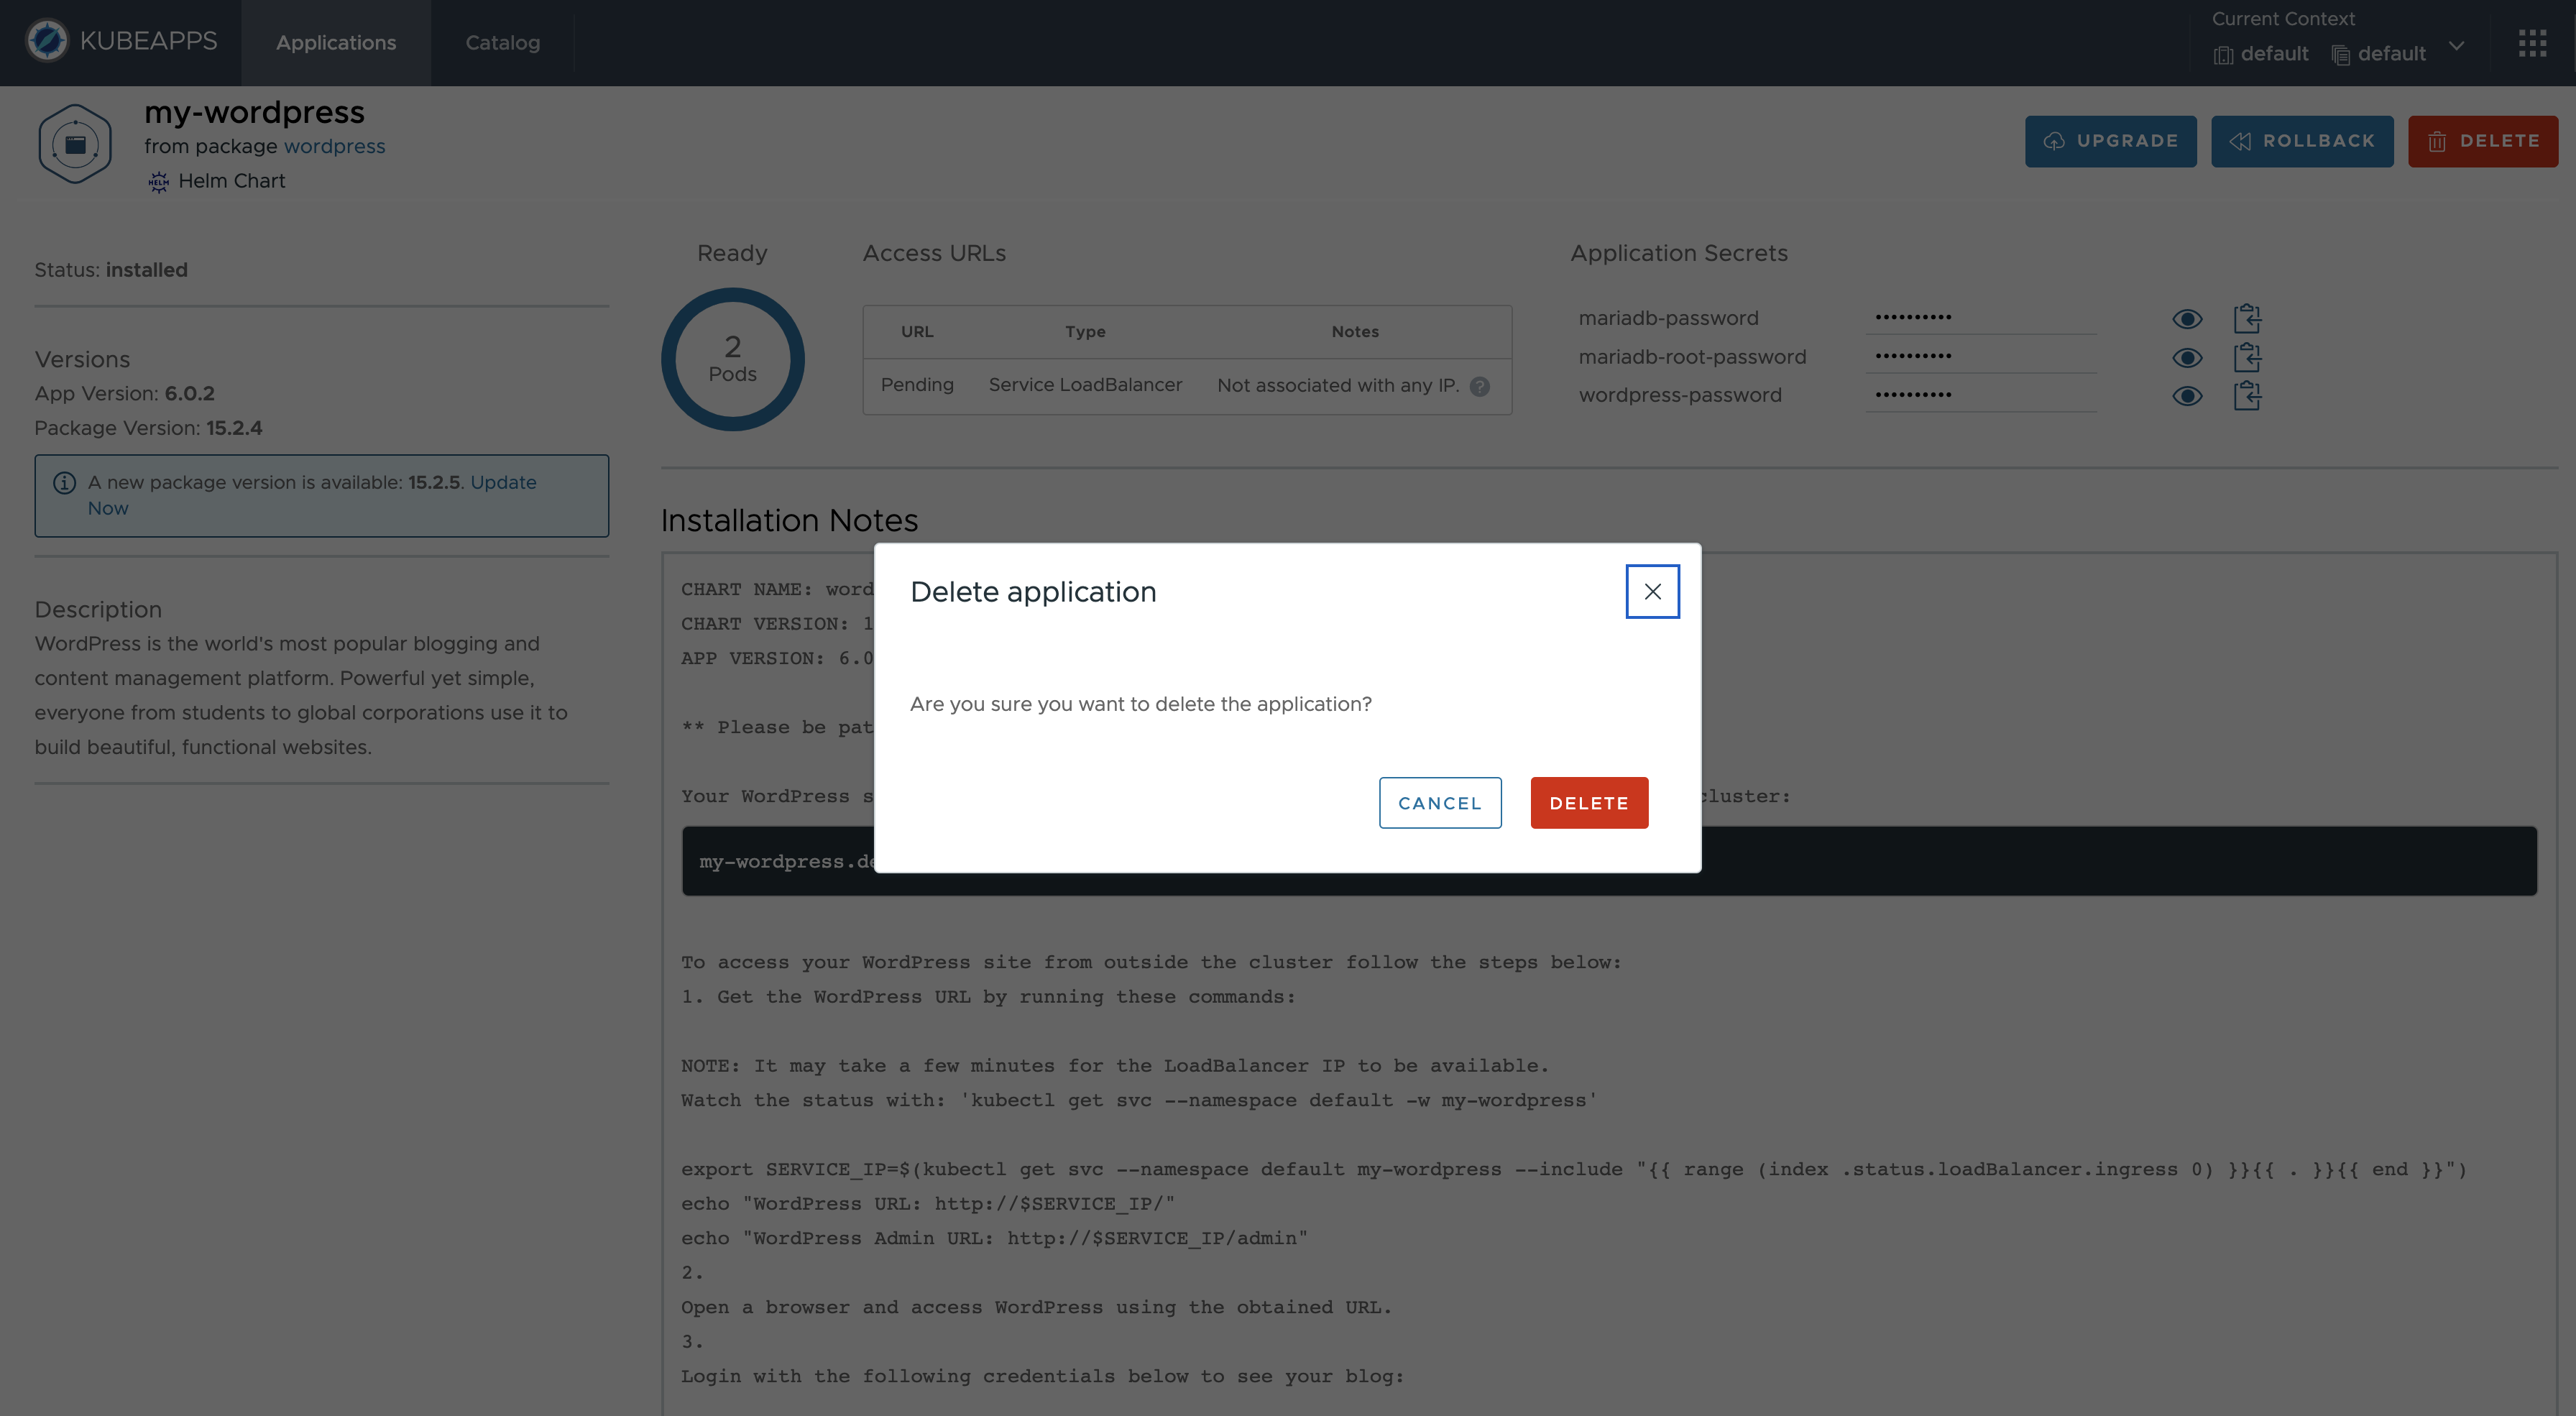 KUBEAPPS
Applications
Catalog
Current Context
default default
my-wordpress
from package wordpress
HELM Helm Chart
UPGRADE
ROLLBACK
DELETE
Status: installed
Versions
App Version: 6.0.2
Package Version: 15.2.4
A new package version is available: 15.2.5. Update
Now
Description
WordPress is the world's most popular blogging and
content management platform. Powerful yet simple,
everyone from students to global corporations use it to
build beautiful, functional websites.
Ready
2
Pods
Access URLs
URL Type Notes
Pending Service LoadBalancer Not associated with any IP. ?
Application Secrets
mariadb-password ••••••••••
mariadb-root-password ••••••••••
wordpress-password ••••••••••
Installation Notes
CHART NAME: word
CHART VERSION: 1
APP VERSION: 6.0
** Please be pat
Your WordPress s
cluster:
my-wordpress.de
Delete application
Are you sure you want to delete the application?
CANCEL
DELETE
To access your WordPress site from outside the cluster follow the steps below:
1. Get the WordPress URL by running these commands:
NOTE: It may take a few minutes for the LoadBalancer IP to be available.
Watch the status with: 'kubectl get svc --namespace default -w my-wordpress'
export SERVICE_IP=$(kubectl get svc --namespace default my-wordpress --include "{{ range (index .status.loadBalancer.ingress 0) }}{{ . }}{{ end }}")
echo "WordPress URL: http://$SERVICE_IP/"
echo "WordPress Admin URL: http://$SERVICE_IP/admin"
2.
Open a browser and access WordPress using the obtained URL.
3.
Login with the following credentials below to see your blog: